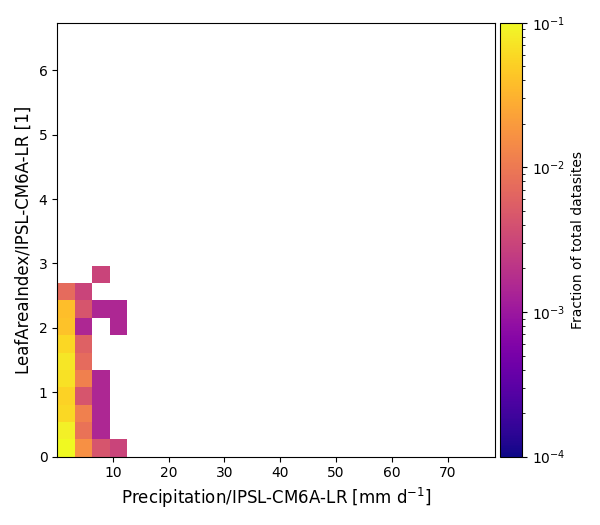 LeafAreaIndex/IPSL-CM6A-LR [1]
6
5
4
3
2
1
0
10 20 30 40 50 60 70
Precipitation/IPSL-CM6A-LR [mm d⁻¹]
10⁻¹
10⁻²
10⁻³
10⁻⁴
Fraction of total datasites